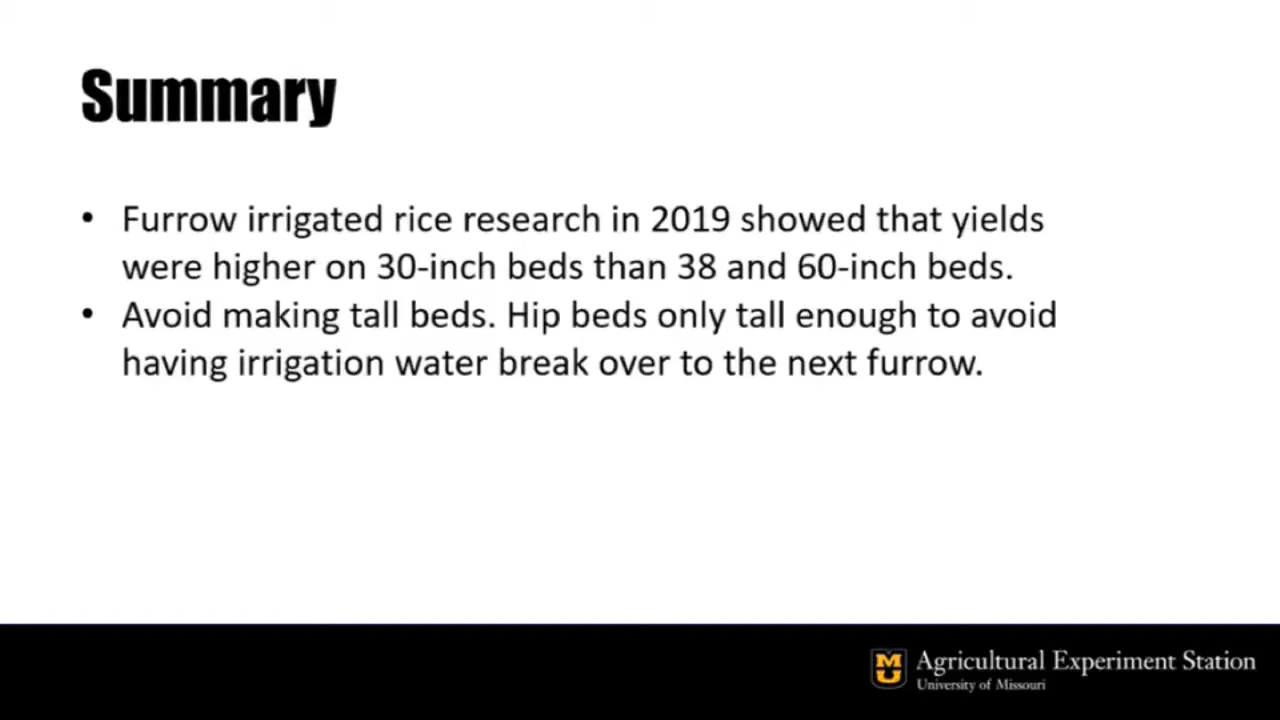 Summary
• Furrow irrigated rice research in 2019 showed that yields
were higher on 30-inch beds than 38 and 60-inch beds.
• Avoid making tall beds. Hip beds only tall enough to avoid
having irrigation water break over to the next furrow.
MU
Agricultural Experiment Station
University of Missouri